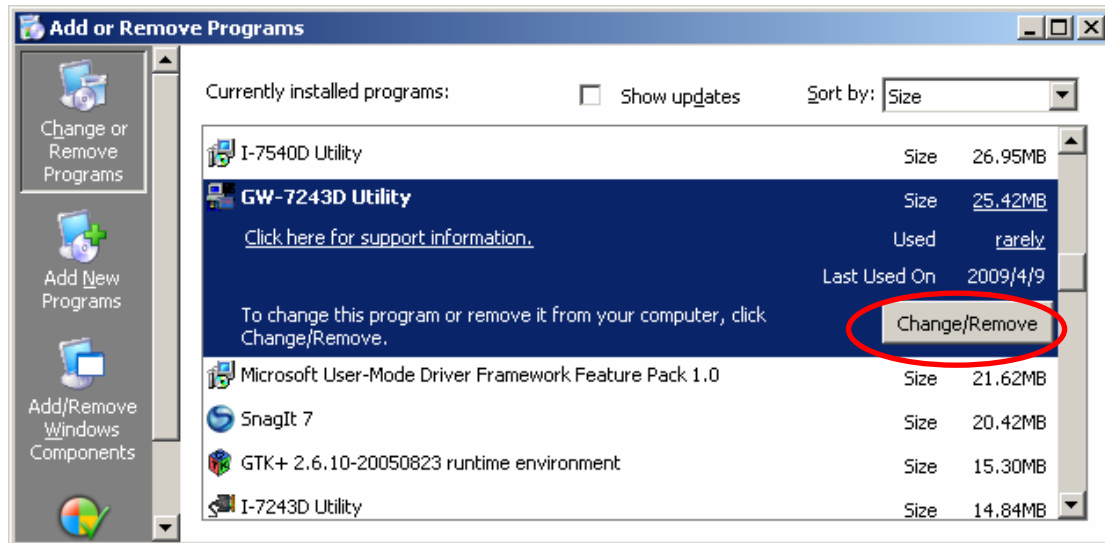 Add or Remove Programs
Change or
Remove
Programs
Add New
Programs
Add/Remove
Windows
Components
Currently installed programs:
Show updates
Sort by: Size
I-7540D Utility Size 26.95MB
GW-7243D Utility Size 25.42MB
Click here for support information. Used rarely
Last Used On 2009/4/9
To change this program or remove it from your computer, click
Change/Remove.
Change/Remove
Microsoft User-Mode Driver Framework Feature Pack 1.0 Size 21.62MB
SnagIt 7 Size 20.42MB
GTK+ 2.6.10-20050823 runtime environment Size 15.30MB
I-7243D Utility Size 14.84MB